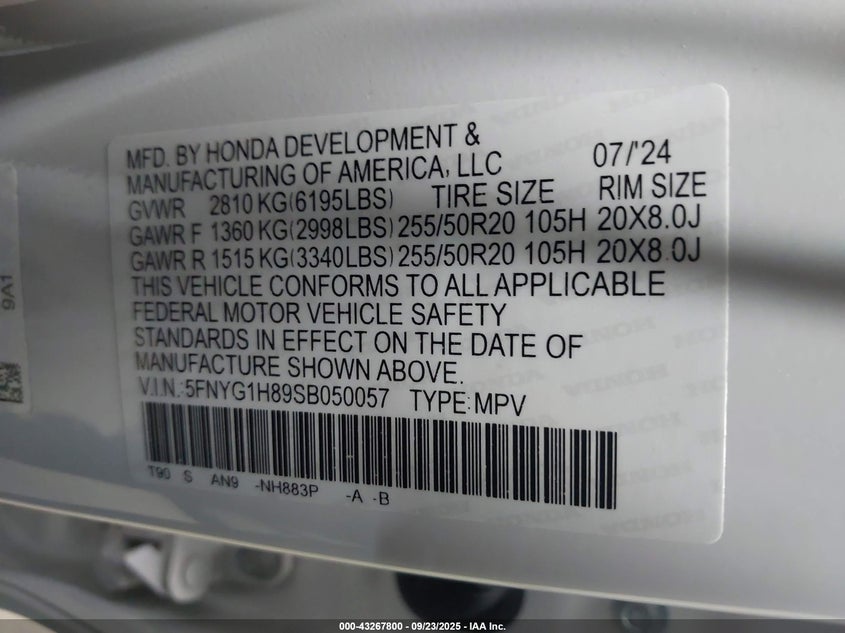 MFD. BY HONDA DEVELOPMENT &
MANUFACTURING OF AMERICA, LLC 07/'24
GVWR 2810 KG(6195LBS) TIRE SIZE RIM SIZE
GAWR F 1360 KG(2998LBS) 255/50R20 105H 20X8.0J
GAWR R 1515 KG(3340LBS) 255/50R20 105H 20X8.0J
THIS VEHICLE CONFORMS TO ALL APPLICABLE
FEDERAL MOTOR VEHICLE SAFETY
STANDARDS IN EFFECT ON THE DATE OF
MANUFACTURE SHOWN ABOVE.
V.I.N.:5FNYG1H89SB050057 TYPE:MPV
T90 S AN9 -NH883P -A -B
9A1
HONDA
000-43267800 - 09/23/2025 - IAA Inc.